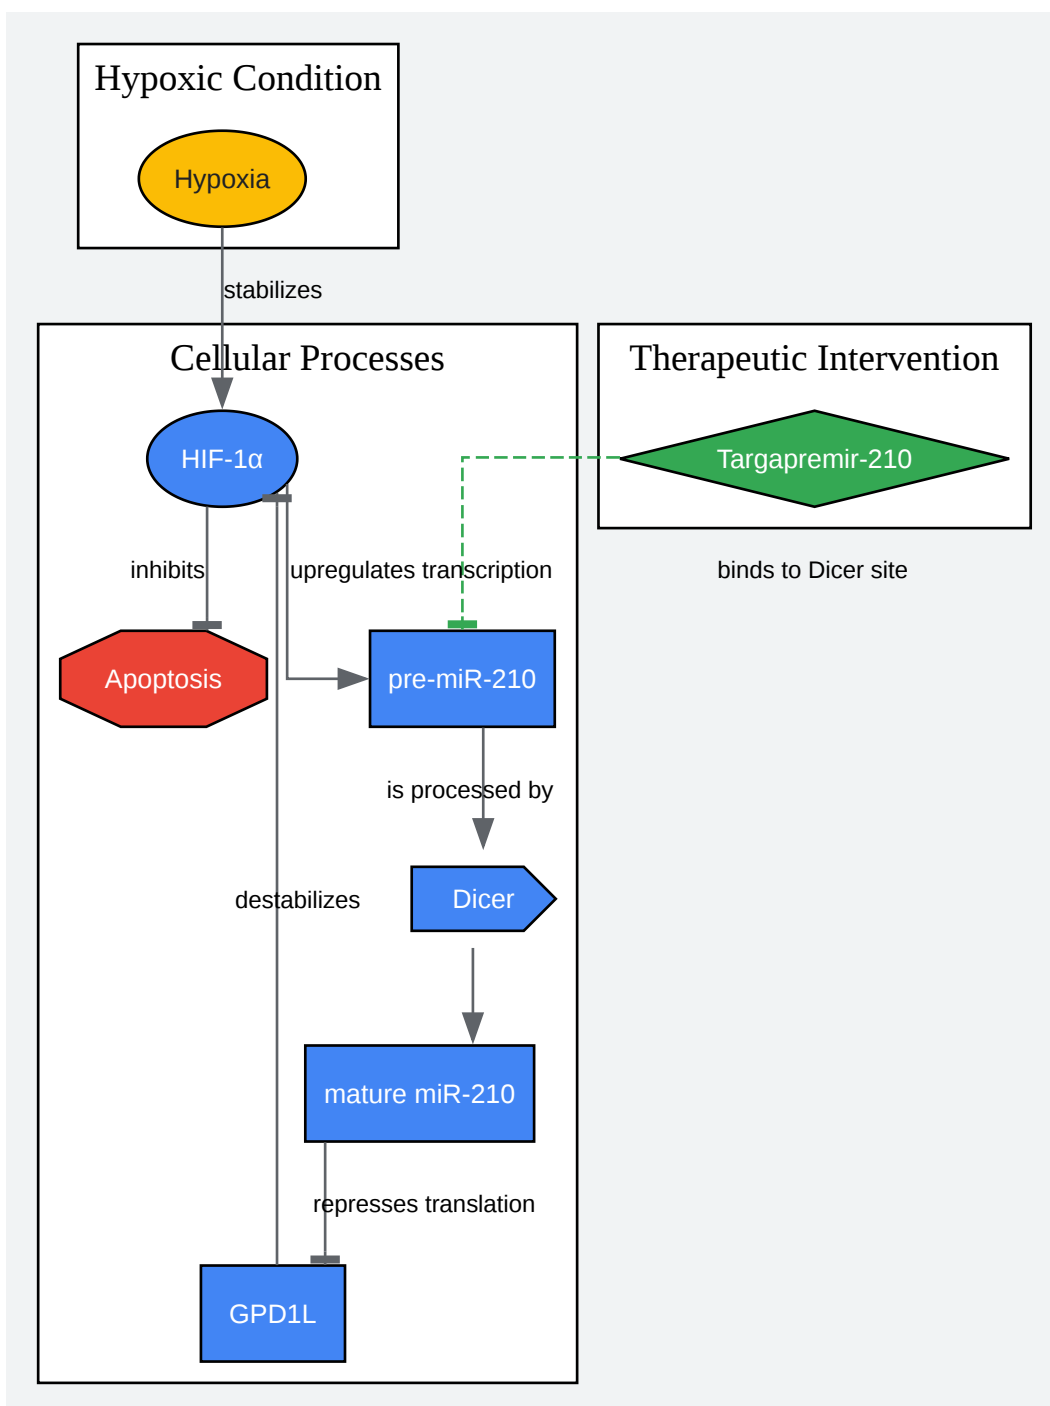 Hypoxic Condition
Hypoxia
stabilizes
Cellular Processes
Therapeutic Intervention
HIF-1α
Targapremir-210
inhibits
upregulates transcription
binds to Dicer site
Apoptosis
pre-miR-210
is processed by
destabilizes
Dicer
mature miR-210
represses translation
GPD1L